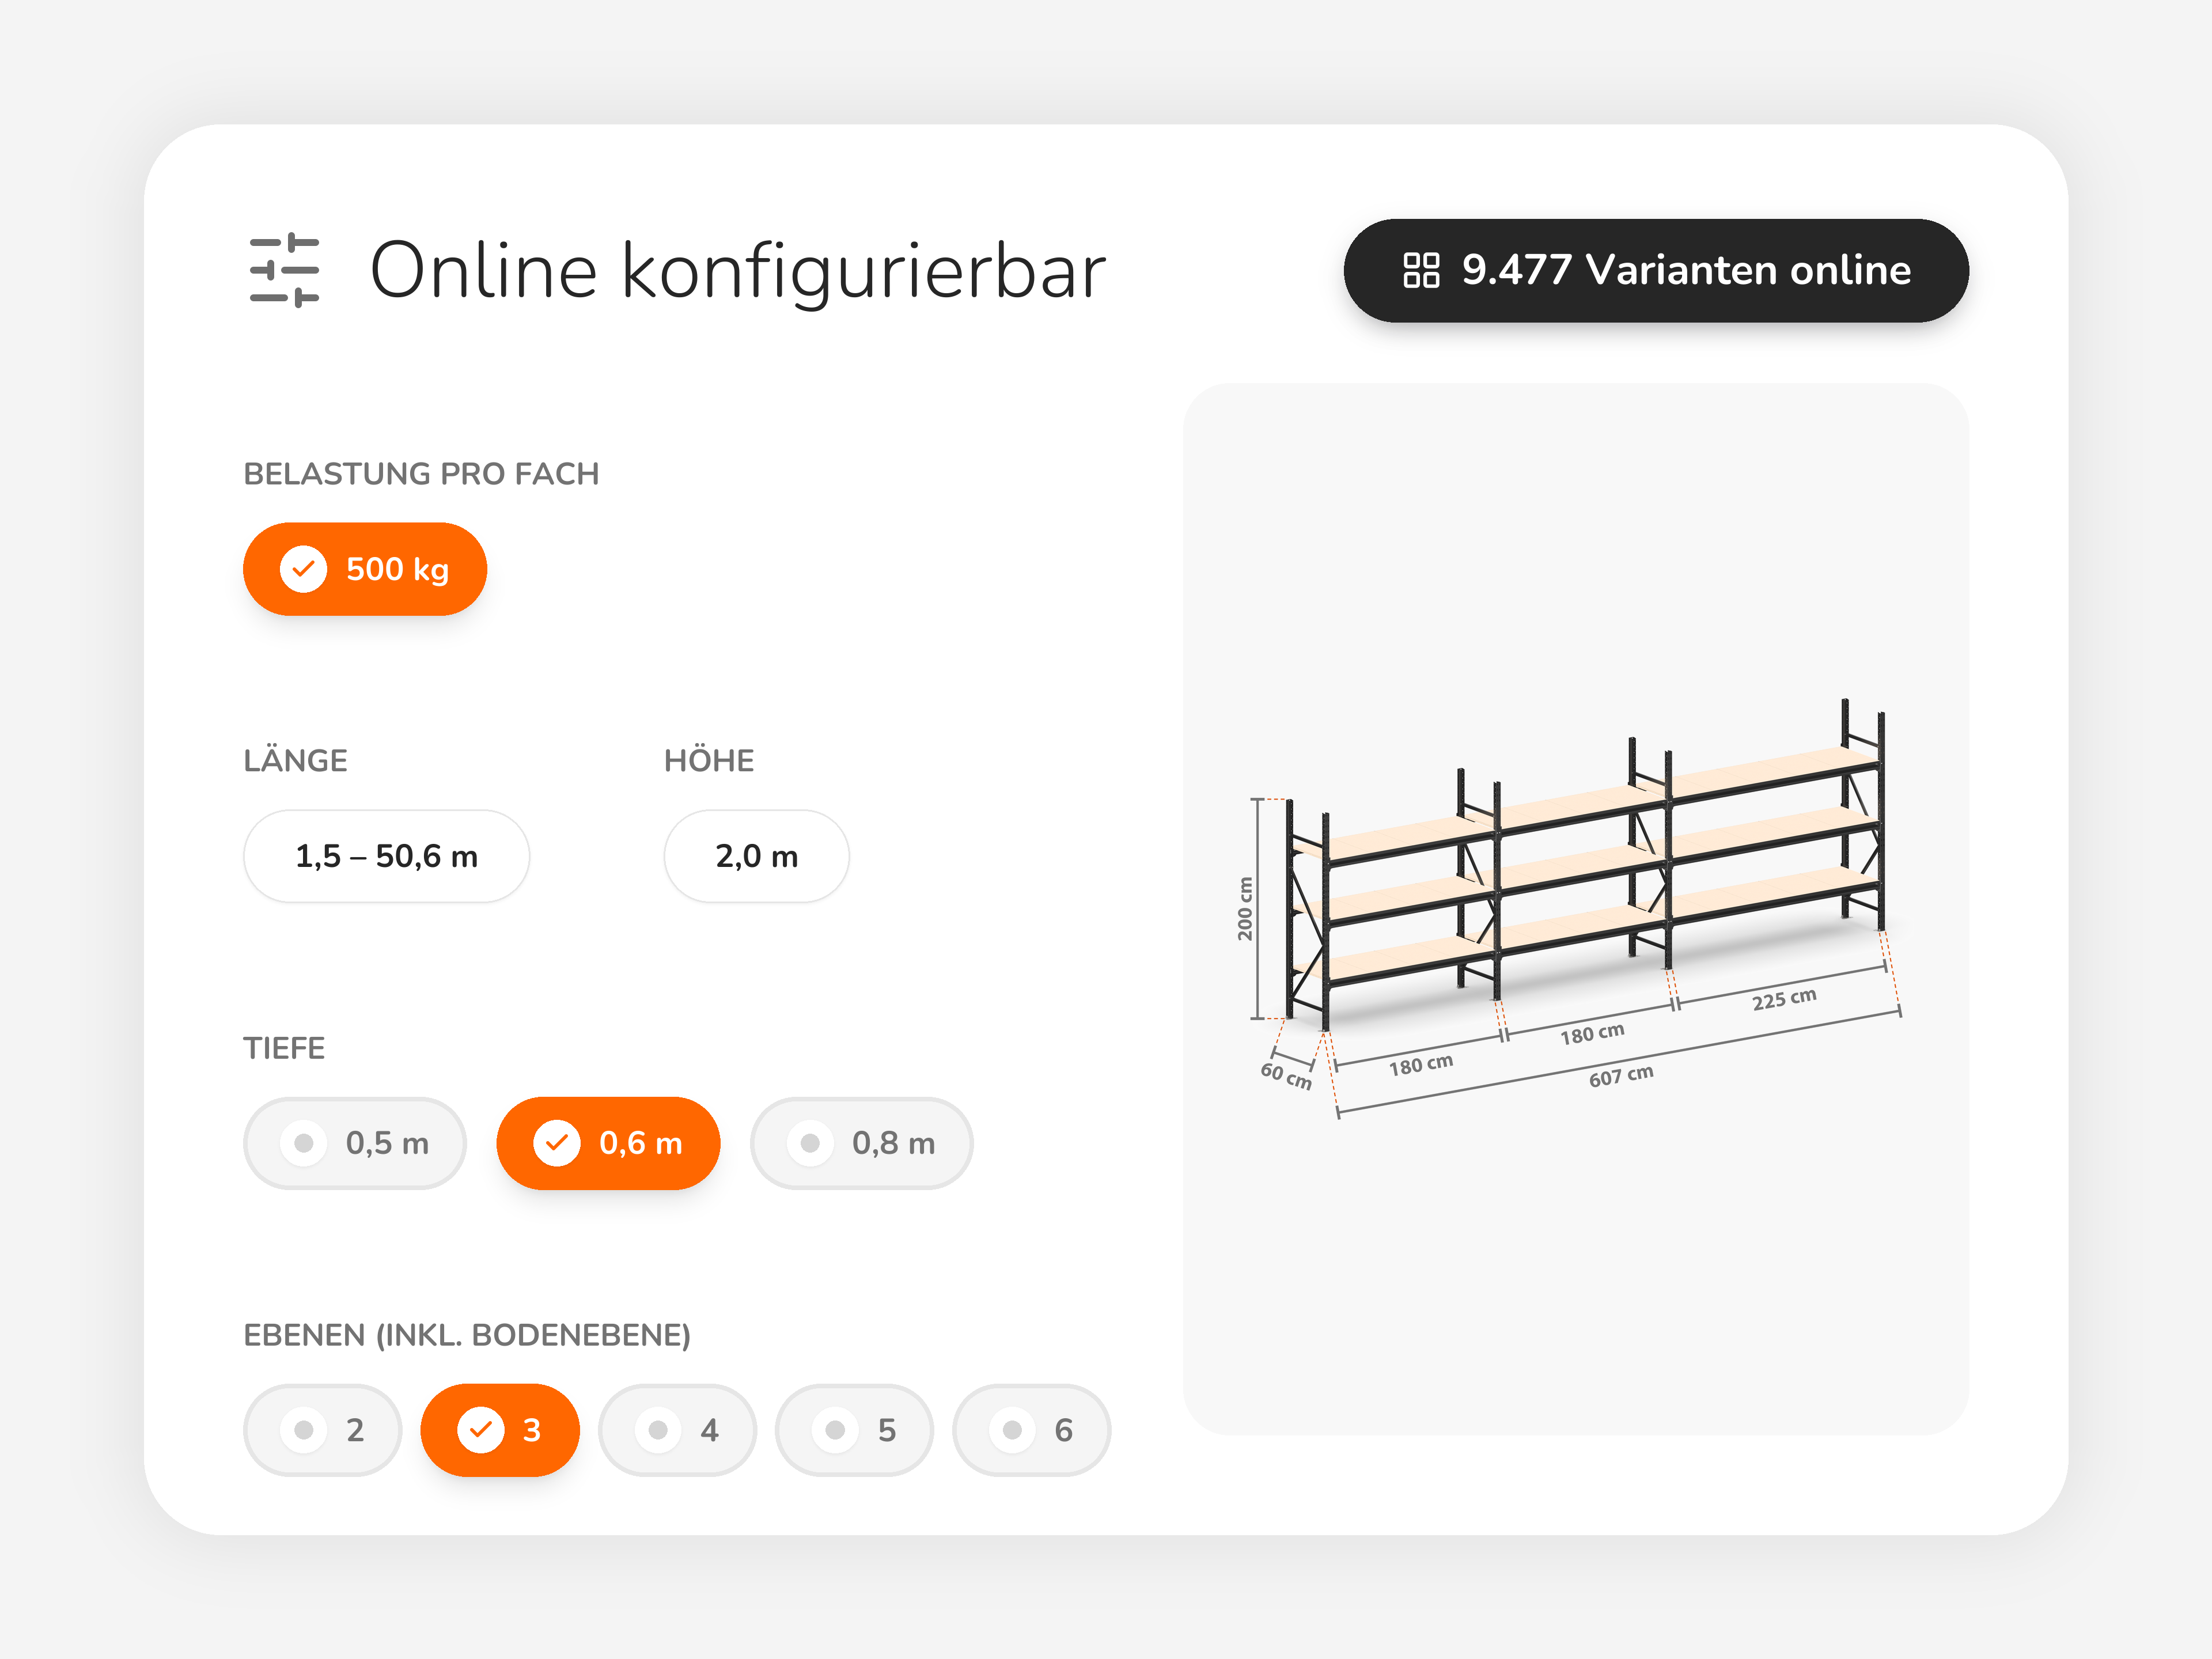 Online konfigurierbar
9.477 Varianten online
BELASTUNG PRO FACH
500 kg
LÄNGE
HÖHE
1,5 – 50,6 m
2,0 m
TIEFE
0,5 m
0,6 m
0,8 m
EBENEN (INKL. BODENEBENE)
2
3
4
5
6
200 cm
60 cm
180 cm
180 cm
225 cm
607 cm